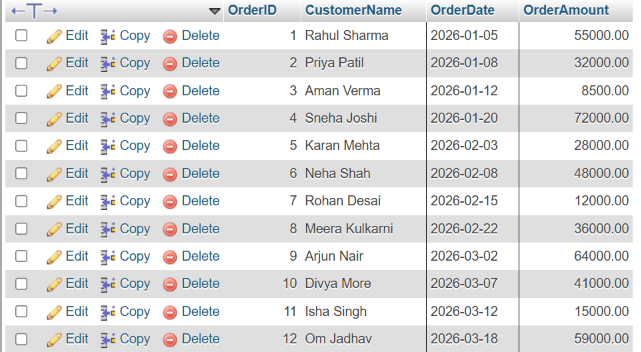 OrderID CustomerName OrderDate OrderAmount
Edit Copy Delete 1 Rahul Sharma 2026-01-05 55000.00
Edit Copy Delete 2 Priya Patil 2026-01-08 32000.00
Edit Copy Delete 3 Aman Verma 2026-01-12 8500.00
Edit Copy Delete 4 Sneha Joshi 2026-01-20 72000.00
Edit Copy Delete 5 Karan Mehta 2026-02-03 28000.00
Edit Copy Delete 6 Neha Shah 2026-02-08 48000.00
Edit Copy Delete 7 Rohan Desai 2026-02-15 12000.00
Edit Copy Delete 8 Meera Kulkarni 2026-02-22 36000.00
Edit Copy Delete 9 Arjun Nair 2026-03-02 64000.00
Edit Copy Delete 10 Divya More 2026-03-07 41000.00
Edit Copy Delete 11 Isha Singh 2026-03-12 15000.00
Edit Copy Delete 12 Om Jadhav 2026-03-18 59000.00